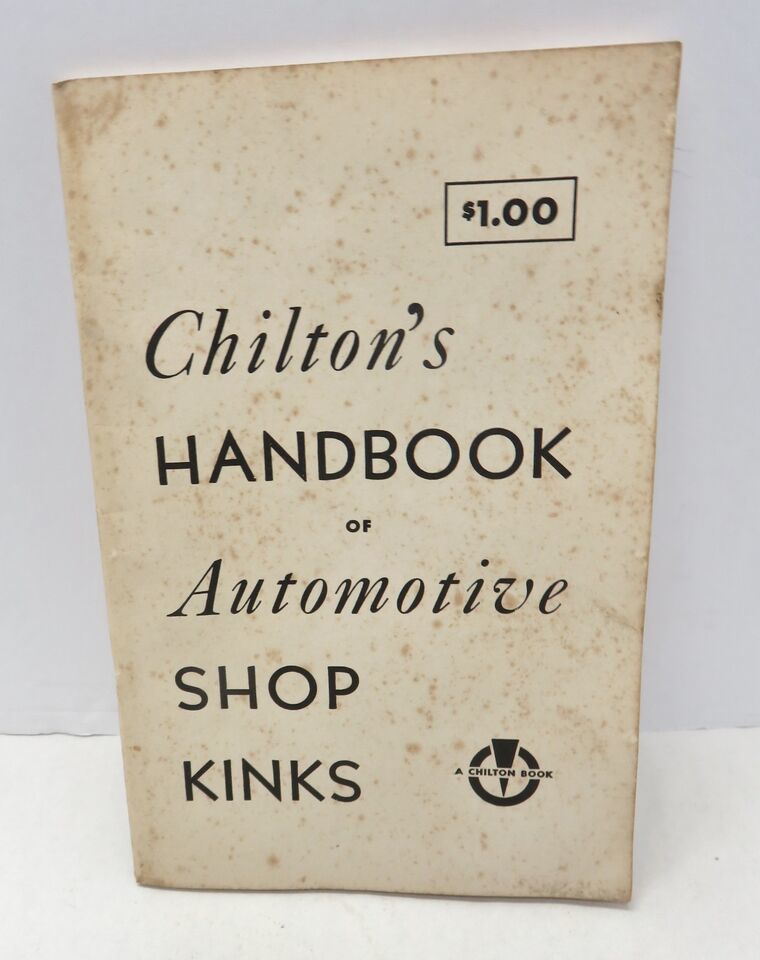 $1.00
Chilton's
HANDBOOK
OF
Automotive
SHOP
KINKS
A CHILTON BOOK